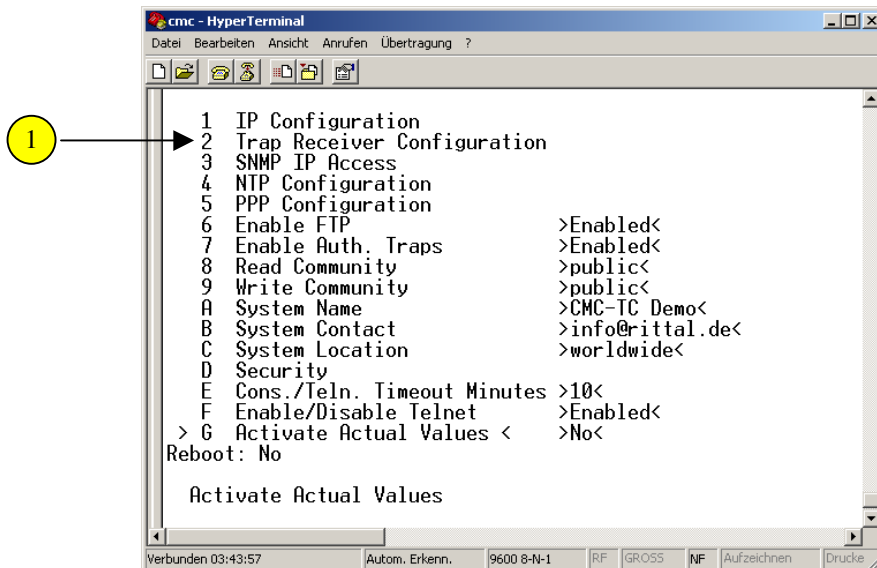 cmc - HyperTerminal
Datei Bearbeiten Ansicht Anrufen Übertragung ?
1 IP Configuration
1
2 Trap Receiver Configuration
3 SNMP IP Access
4 NTP Configuration
5 PPP Configuration
6 Enable FTP >Enabled<
7 Enable Auth. Traps >Enabled<
8 Read Community >public<
9 Write Community >public<
A System Name >CMC-TC Demo<
B System Contact >info@rittal.de<
C System Location >worldwide<
D Security
E Cons./Teln. Timeout Minutes >10<
F Enable/Disable Telnet >Enabled<
> G Activate Actual Values < >No<
Reboot: No
Activate Actual Values
Verbunden 03:43:57 Autom. Erkenn. 9600 8-N-1 RF GROSS NF Aufzeichnen Drucke